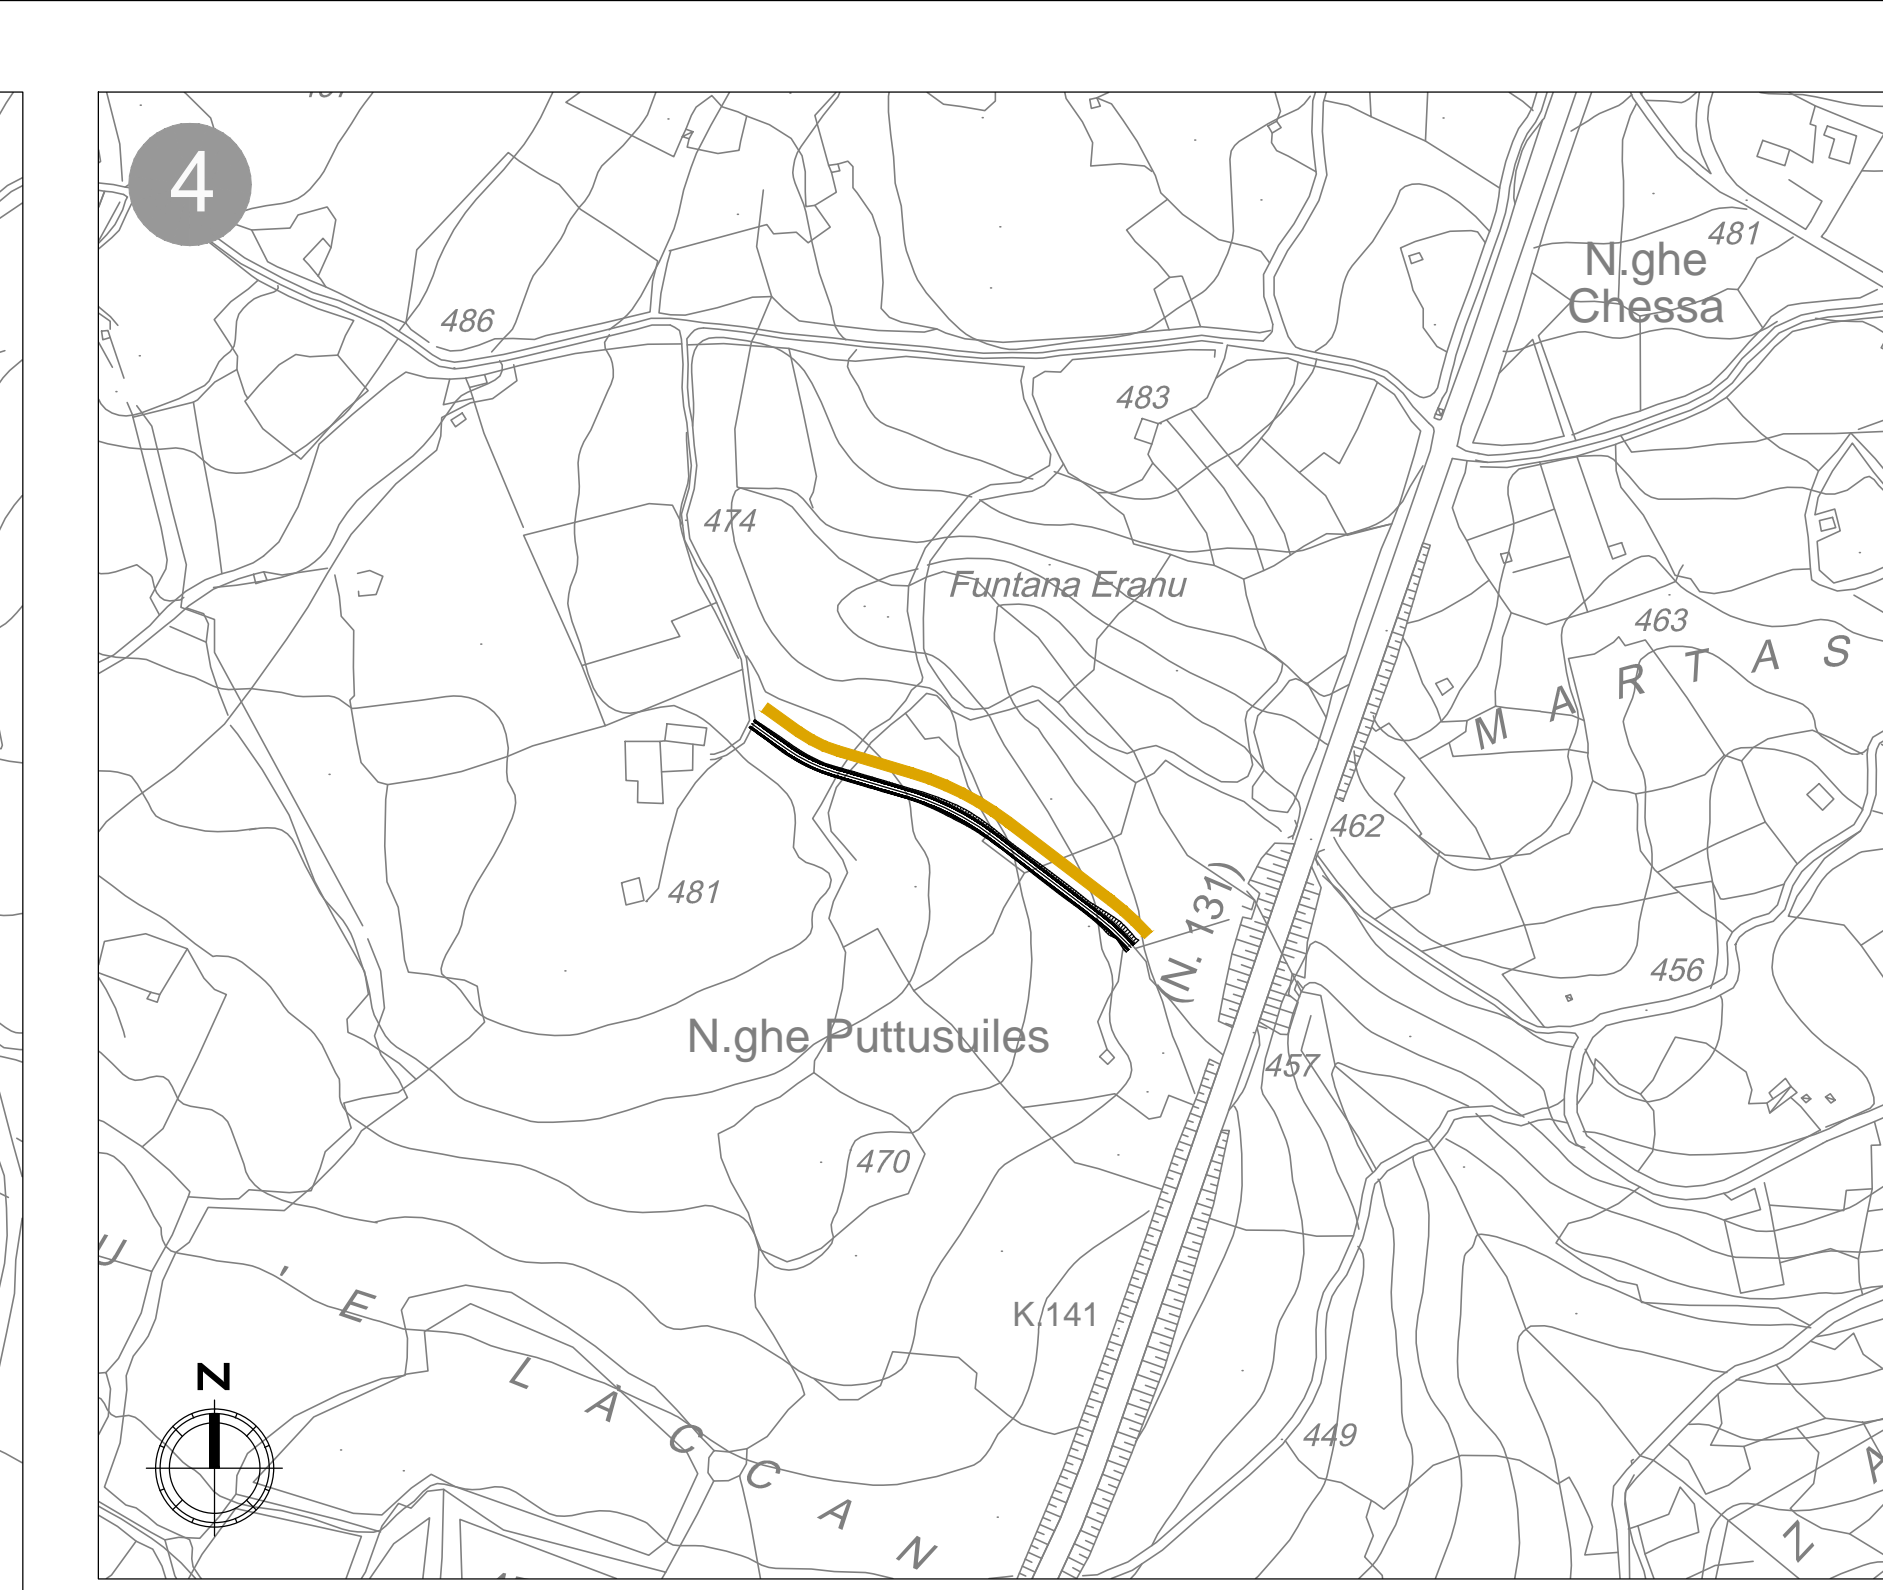 4
481
N.ghe
Chessa
486
483
474
Funtana Eranu
463
M A R T A S
462
(N. 131)
481
456
N.ghe Puttusuiles
457
470
U ' E L À C C A N
K.141
N
449
A
N